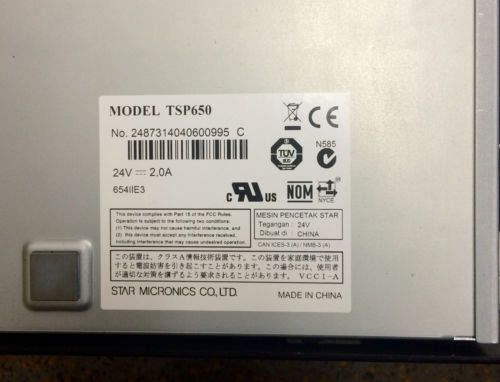 MODEL TSP650
No. 2487314040600995 C
24V ⎓ 2,0A
654IIE3
CE
TÜV
SÜD
N585
c RU us
NOM
NYCE
This device complies with Part 15 of the FCC Rules.
Operation is subject to the following two conditions:
(1) This device may not cause harmful interference, and
(2) this device must accept any interference received,
including interference that may cause undesired operation.
MESIN PENCETAK STAR
Tegangan : 24V
Dibuat di : CHINA
CAN ICES-3 (A) / NMB-3 (A)
この装置は、クラスA情報技術装置です。この装置を家庭環境で使用
すると電波妨害を引き起こすことがあります。この場合には、使用者
が適切な対策を講ずるよう要求されることがあります。 VCCI-A
STAR MICRONICS CO., LTD.
MADE IN CHINA